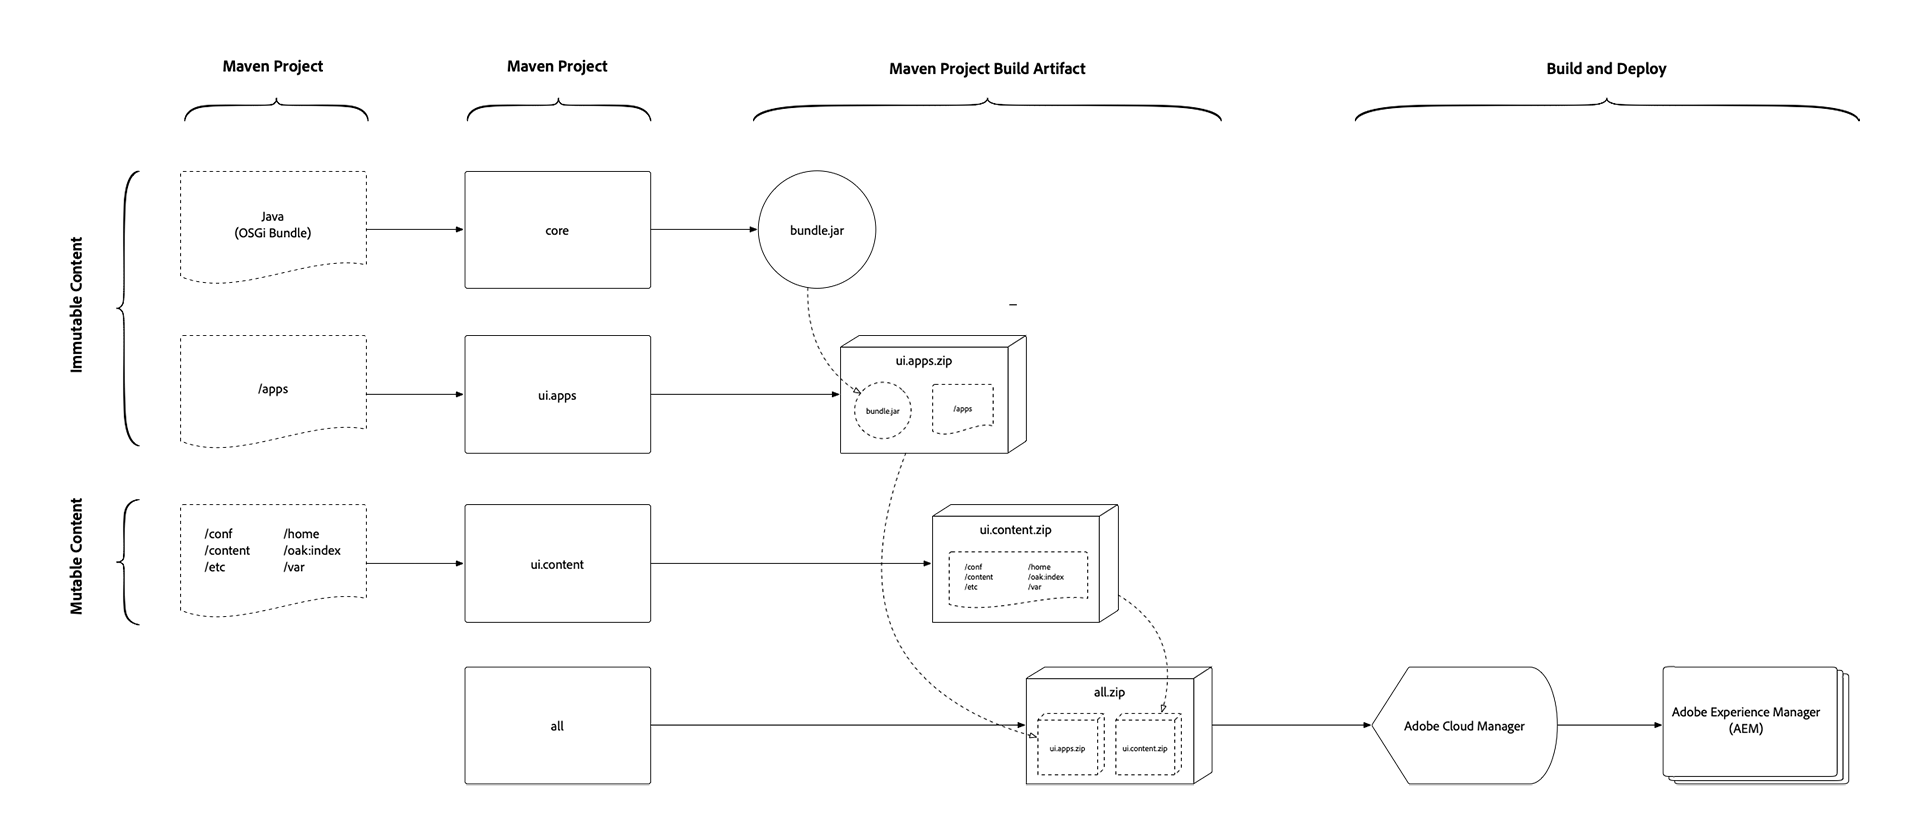 Maven Project
Maven Project
Maven Project Build Artifact
Build and Deploy
Immutable Content
Java
(OSGi Bundle)
core
bundle.jar
/apps
ui.apps
ui.apps.zip
bundle.jar
/apps
Mutable Content
/conf /home
/content /oak:index
/etc /var
ui.content
ui.content.zip
/conf /home
/content /oak:index
/etc /var
all
all.zip
ui.apps.zip
ui.content.zip
Adobe Cloud Manager
Adobe Experience Manager
(AEM)